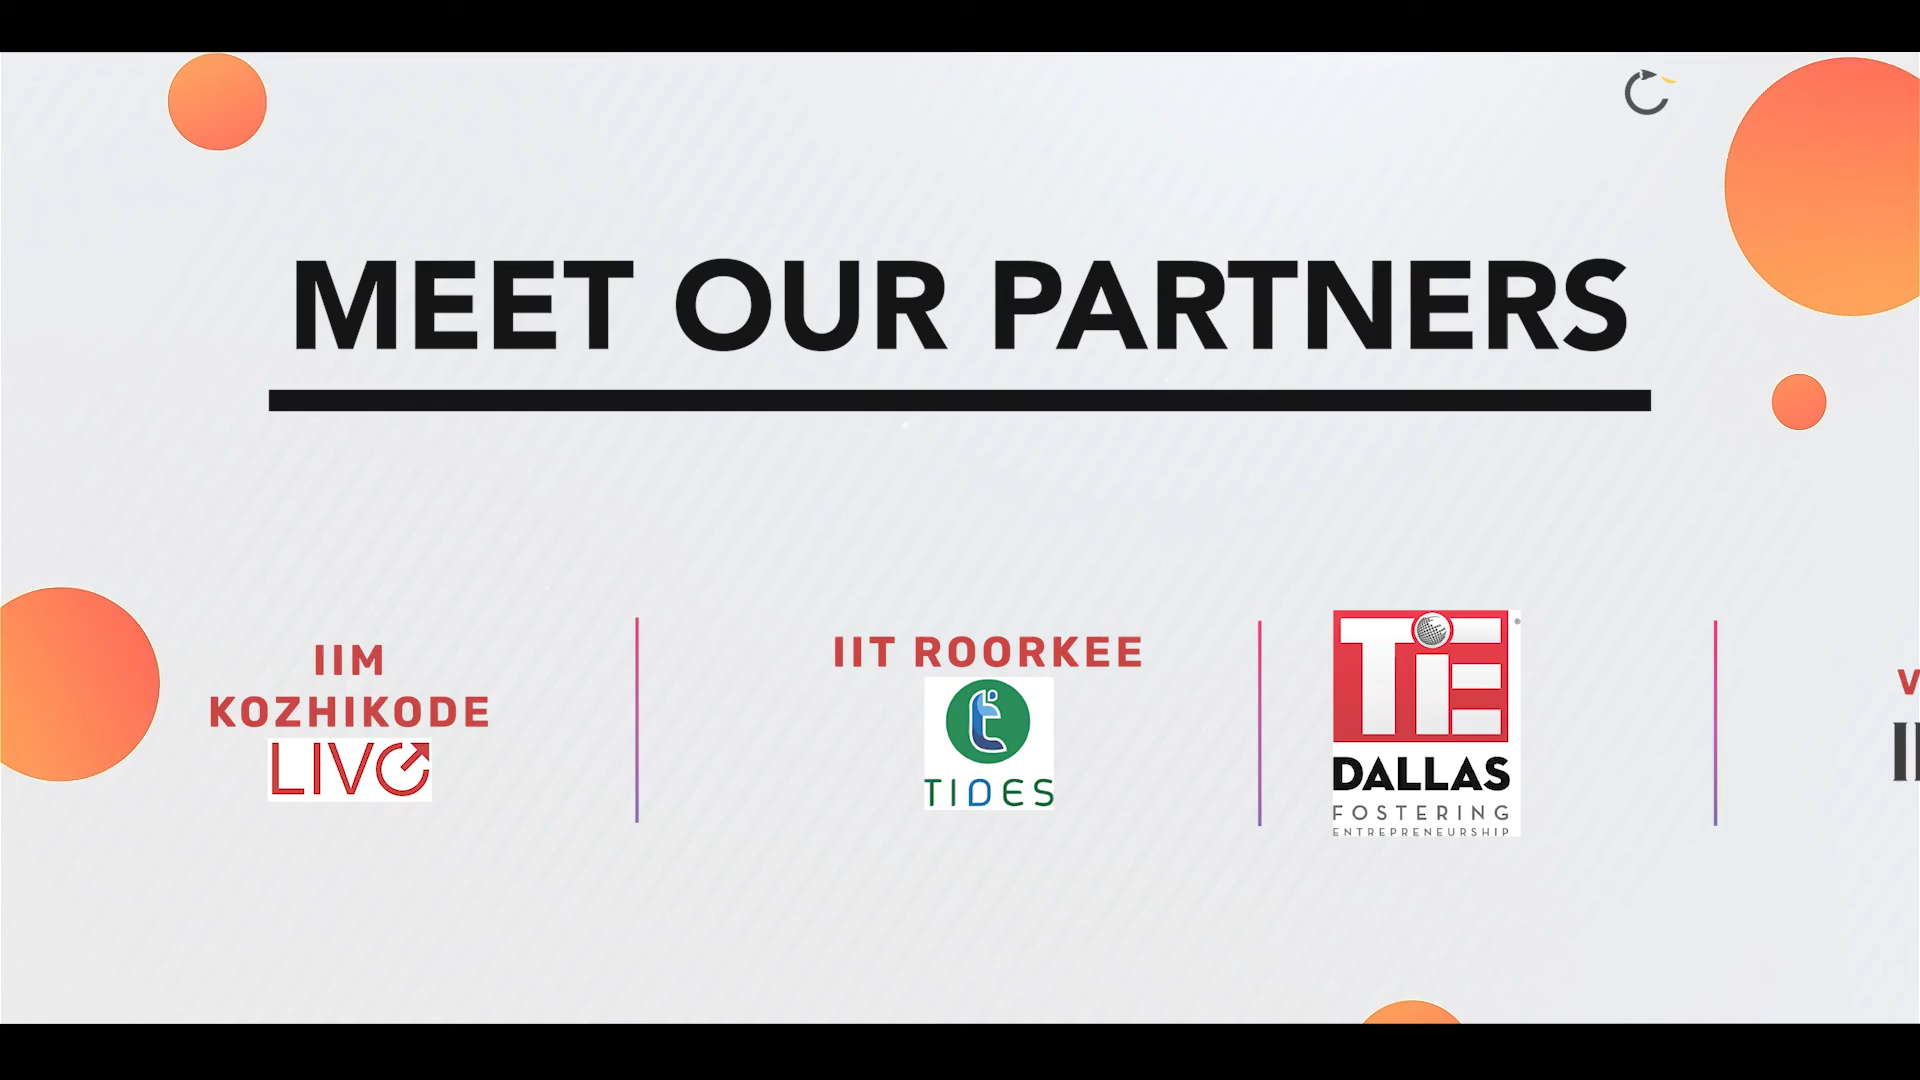 MEET OUR PARTNERS
IIM
KOZHIKODE
LIVE
IIT ROORKEE
TIDES
TiE
DALLAS
FOSTERING
ENTREPRENEURSHIP